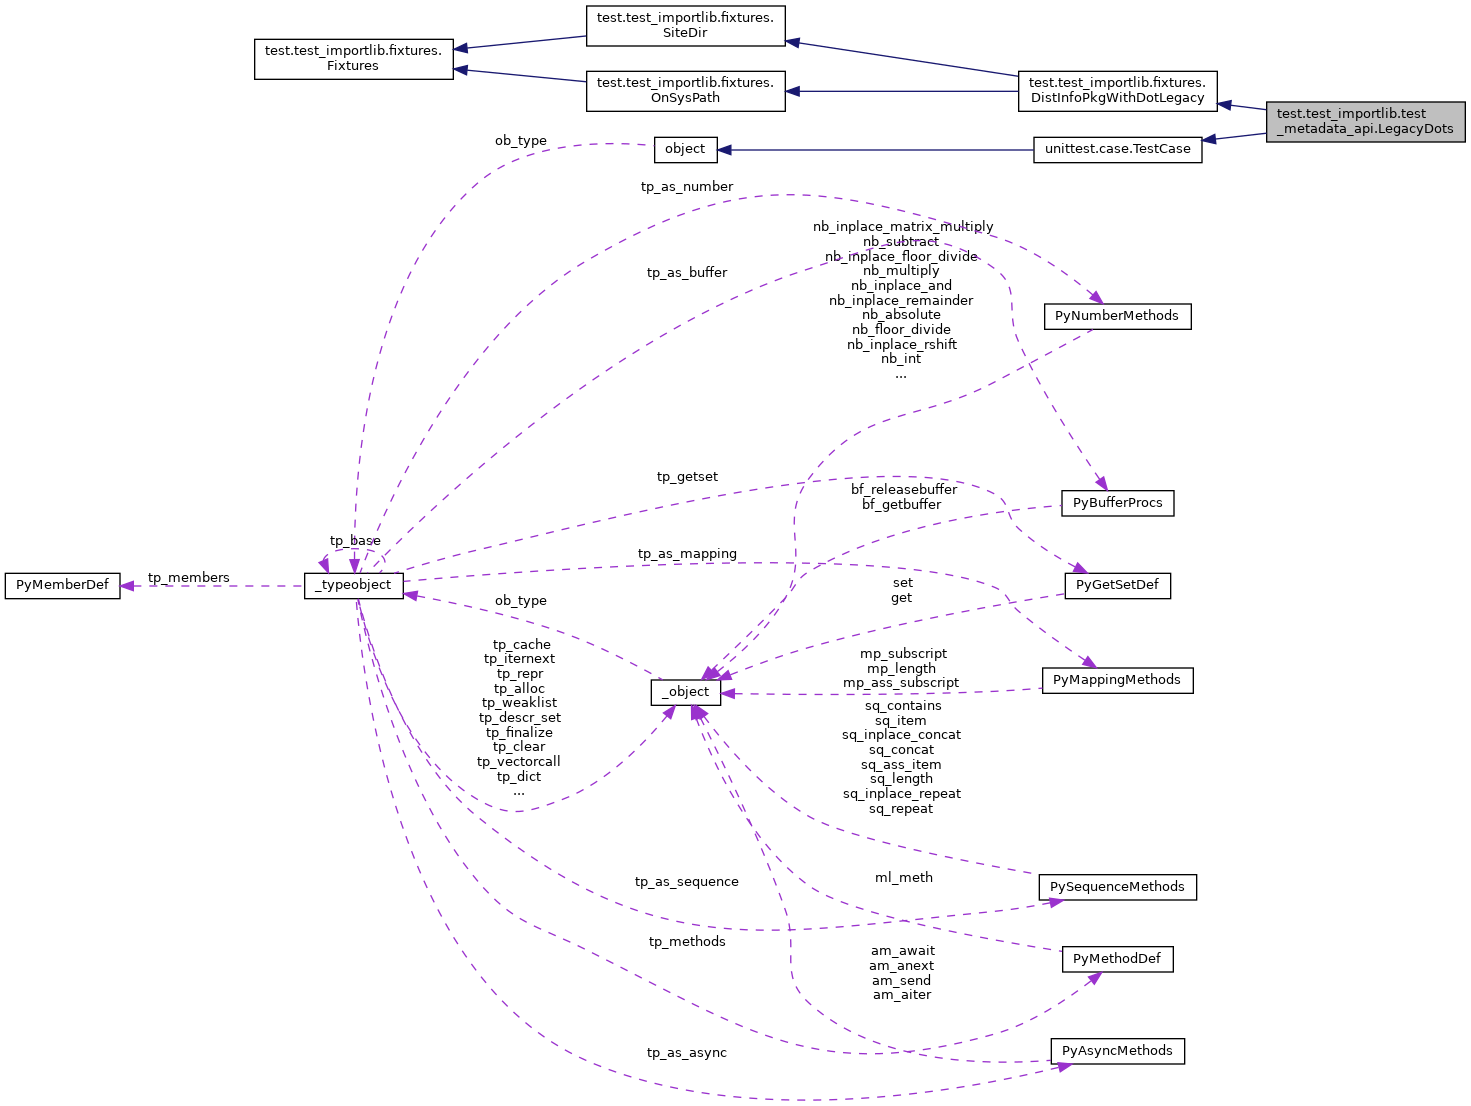 test.test_importlib.fixtures.
SiteDir
test.test_importlib.fixtures.
Fixtures
test.test_importlib.fixtures.
OnSysPath
test.test_importlib.fixtures.
DistInfoPkgWithDotLegacy
test.test_importlib.test
_metadata_api.LegacyDots
ob_type
object
unittest.case.TestCase
tp_as_number
nb_inplace_matrix_multiply
nb_subtract
nb_inplace_floor_divide
nb_multiply
nb_inplace_and
nb_inplace_remainder
nb_absolute
nb_floor_divide
nb_inplace_rshift
nb_int
...
tp_as_buffer
PyNumberMethods
tp_getset
bf_releasebuffer
bf_getbuffer
PyBufferProcs
tp_base
tp_as_mapping
PyMemberDef
tp_members
_typeobject
PyGetSetDef
set
get
ob_type
tp_cache
tp_iternext
tp_repr
tp_alloc
tp_weaklist
tp_descr_set
tp_finalize
tp_clear
tp_vectorcall
tp_dict
...
_object
mp_subscript
mp_length
mp_ass_subscript
PyMappingMethods
sq_contains
sq_item
sq_inplace_concat
sq_concat
sq_ass_item
sq_length
sq_inplace_repeat
sq_repeat
tp_as_sequence
ml_meth
PySequenceMethods
tp_methods
am_await
am_anext
am_send
am_aiter
PyMethodDef
tp_as_async
PyAsyncMethods